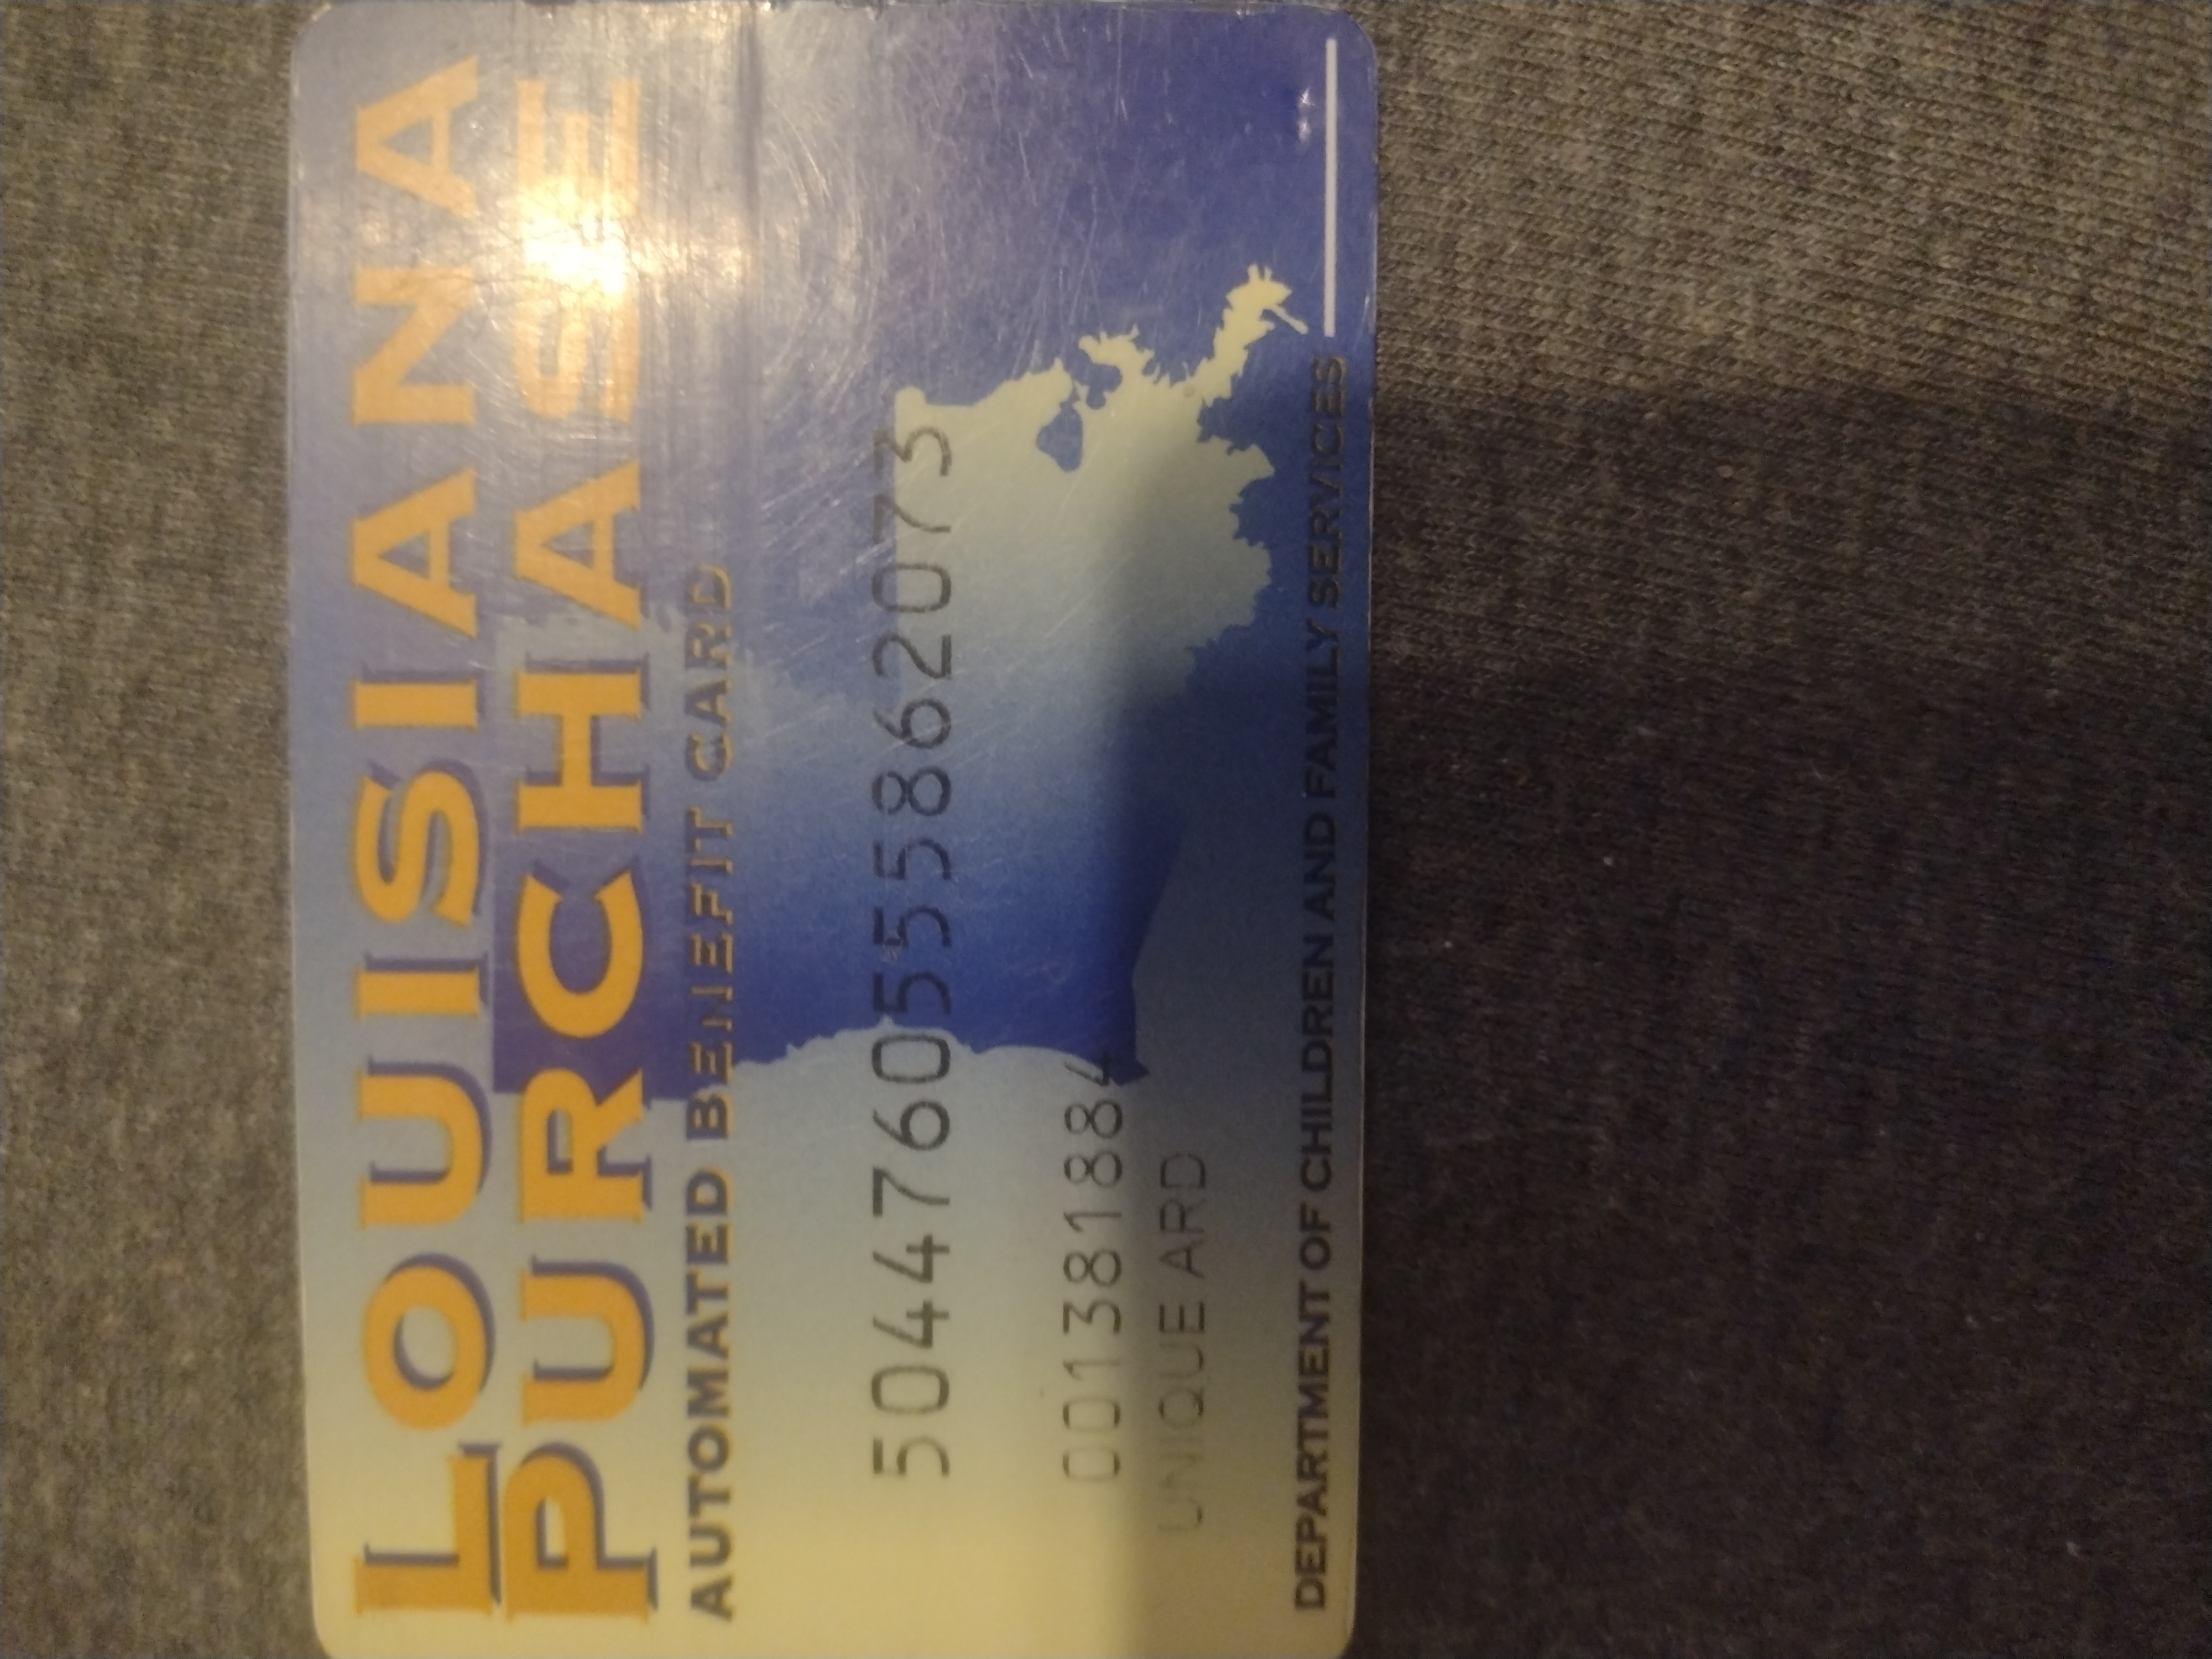 LOUISIANA
PURCHASE
AUTOMATED BENEFIT CARD
5044760555862073
001381884
UNIQUE ARD
DEPARTMENT OF CHILDREN AND FAMILY SERVICES